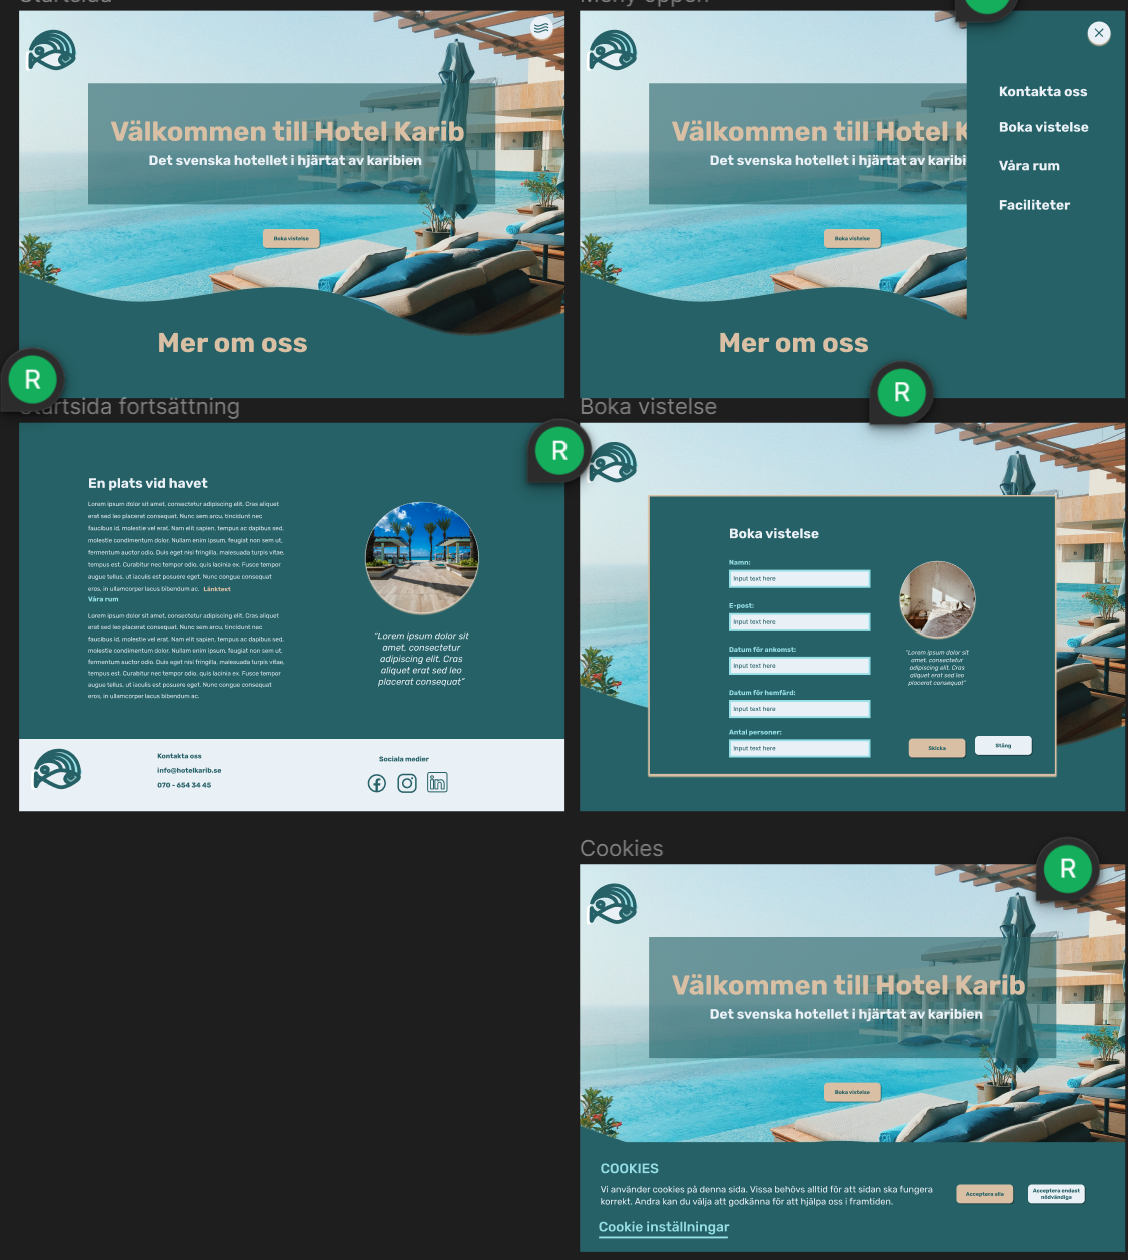 Startsida
Välkommen till Hotel Karib
Det svenska hotellet i hjärtat av karibien
Boka vistelse
Mer om oss
Meny öppen
Välkommen till Hotel K
Det svenska hotellet i hjärtat av karibi
Boka vistelse
Mer om oss
Kontakta oss
Boka vistelse
Våra rum
Faciliteter
R
R
Startsida fortsättning
En plats vid havet
Lorem ipsum dolor sit amet, consectetur adipiscing elit. Cras aliquet
erat sed leo placerat consequat. Nunc sem arcu, tincidunt nec
faucibus id, molestie vel erat. Nam elit sapien, tempus ac dapibus sed,
molestie condimentum dolor. Nullam enim ipsum, feugiat non sem ut,
fermentum auctor odio. Duis eget nisl fringilla, malesuada turpis vitae,
tempus est. Curabitur nec tempor odio, quis lacinia ex. Fusce tempor
augue tellus, ut iaculis est posuere eget. Nunc congue consequat
eros, in ullamcorper lacus bibendum ac. Länktext
Våra rum
Lorem ipsum dolor sit amet, consectetur adipiscing elit. Cras aliquet
erat sed leo placerat consequat. Nunc sem arcu, tincidunt nec
faucibus id, molestie vel erat. Nam elit sapien, tempus ac dapibus sed,
molestie condimentum dolor. Nullam enim ipsum, feugiat non sem ut,
fermentum auctor odio. Duis eget nisl fringilla, malesuada turpis vitae,
tempus est. Curabitur nec tempor odio, quis lacinia ex. Fusce tempor
augue tellus, ut iaculis est posuere eget. Nunc congue consequat
eros, in ullamcorper lacus bibendum ac.
"Lorem ipsum dolor sit
amet, consectetur
adipiscing elit. Cras
aliquet erat sed leo
placerat consequat"
Kontakta oss
info@hotelkarib.se
070 - 654 34 45
Sociala medier
in
R
Boka vistelse
Boka vistelse
Namn:
Input text here
E-post:
Input text here
Datum för ankomst:
Input text here
Datum för hemfärd:
Input text here
Antal personer:
Input text here
"Lorem ipsum dolor sit
amet, consectetur
adipiscing elit. Cras
aliquet erat sed leo
placerat consequat"
Skicka
Stäng
Cookies
R
Välkommen till Hotel Karib
Det svenska hotellet i hjärtat av karibien
Boka vistelse
COOKIES
Vi använder cookies på denna sida. Vissa behövs alltid för att sidan ska fungera
korrekt. Andra kan du välja att godkänna för att hjälpa oss i framtiden.
Cookie inställningar
Acceptera alla
Acceptera endast
nödvändiga